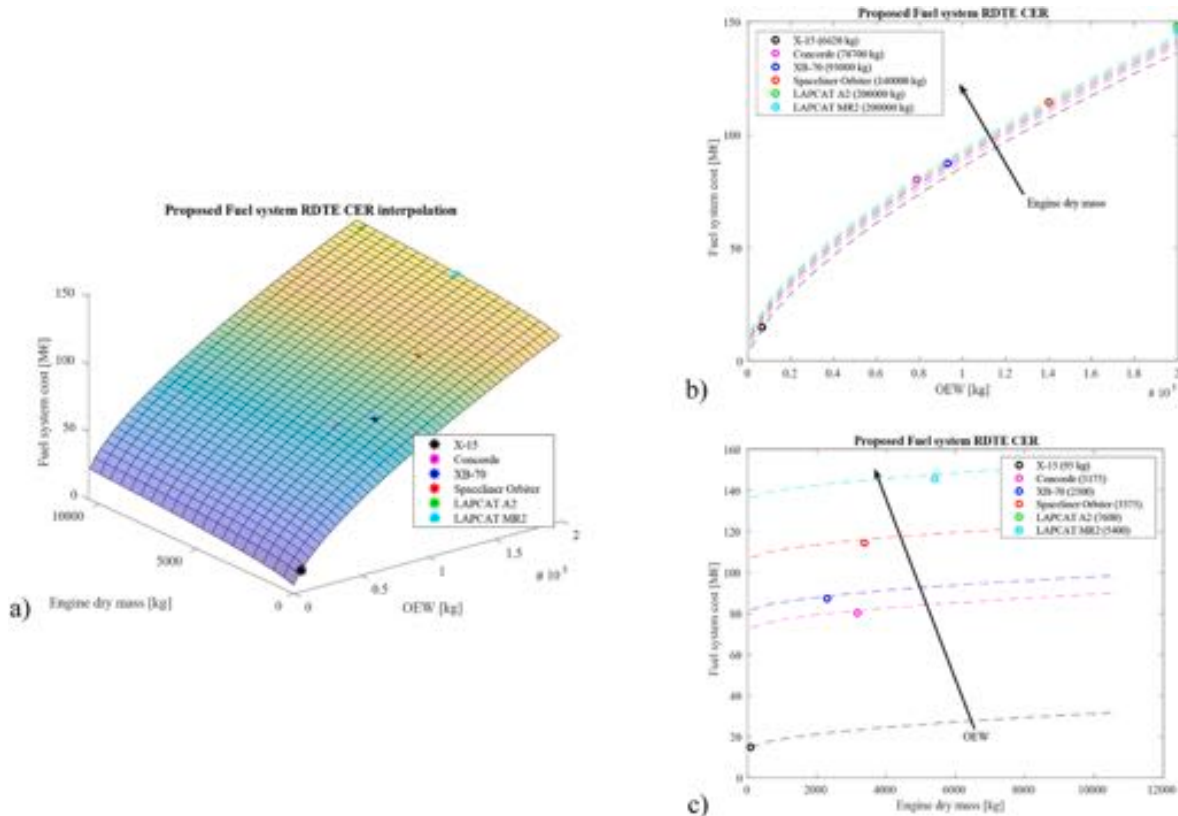 Proposed Fuel system RDTE CER interpolation
Fuel system cost [M€]
150
100
50
0
10000
5000
0
Engine dry mass [kg]
0
0.5
1
1.5
2
OEW [kg]
X-15
Concorde
XB-70
Spaceliner Orbiter
LAPCAT A2
LAPCAT MR2
a)
Proposed Fuel system RDTE CER
Fuel system cost [M€]
150
100
50
0
X-15 (6620 kg)
Concorde (78700 kg)
XB-70 (93000 kg)
Spaceliner Orbiter (140000 kg)
LAPCAT A2 (200000 kg)
LAPCAT MR2 (200000 kg)
Engine dry mass
0 0.2 0.4 0.6 0.8 1 1.2 1.4 1.6 1.8 2
OEW [kg]
b)
Proposed Fuel system RDTE CER
Fuel system cost [M€]
160
140
120
100
80
60
40
20
0
X-15 (95 kg)
Concorde (3175)
XB-70 (2300)
Spaceliner Orbiter (3375)
LAPCAT A2 (7600)
LAPCAT MR2 (5400)
OEW
0 2000 4000 6000 8000 10000 12000
Engine dry mass [kg]
c)